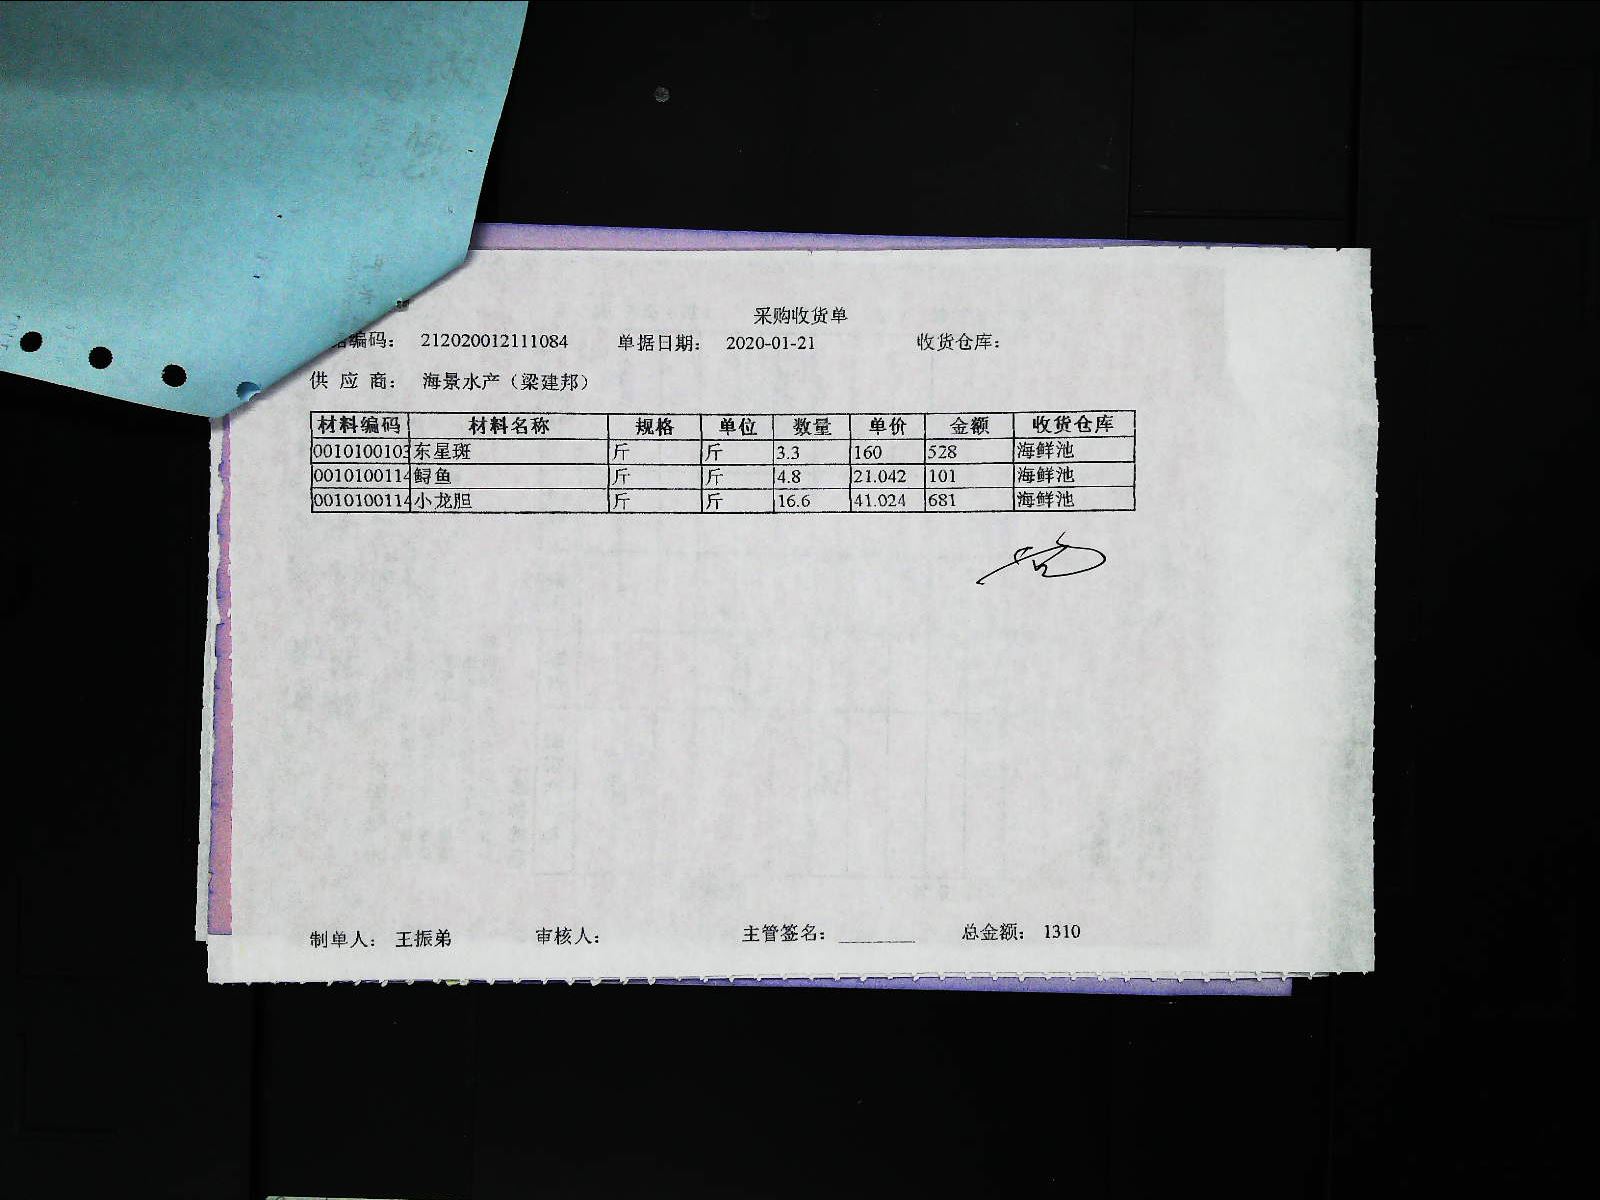 采购收货单
编码： 212020012111084 单据日期： 2020-01-21 收货仓库：
供 应 商： 海景水产（梁建邦）
材料编码 材料名称 规格 单位 数量 单价 金额 收货仓库
0010100103 东星斑 斤 斤 3.3 160 528 海鲜池
0010100114 鲟鱼 斤 斤 4.8 21.042 101 海鲜池
0010100114 小龙胆 斤 斤 16.6 41.024 681 海鲜池
制单人： 王振弟 审核人： 主管签名： 总金额： 1310